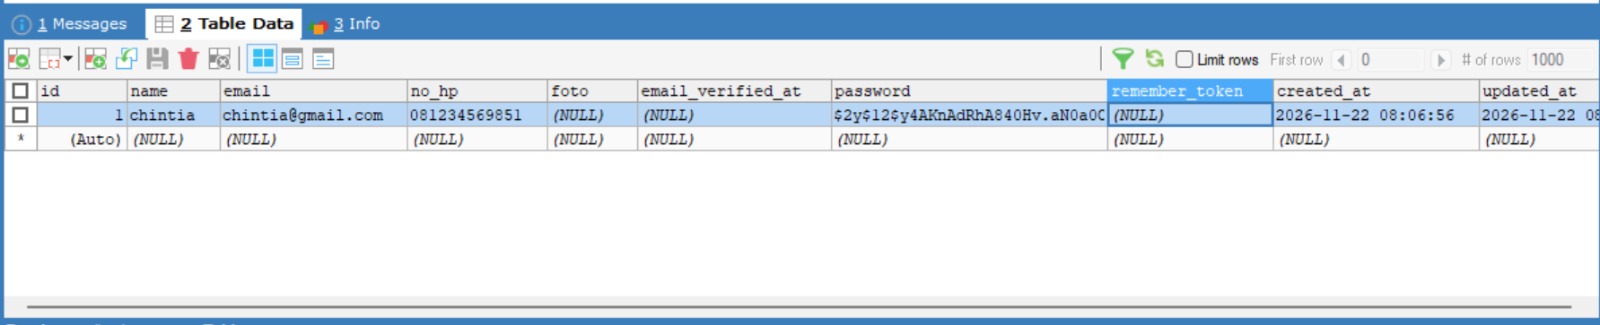 1 Messages 2 Table Data 3 Info
Limit rows First row 0 # of rows 1000
id name email no_hp foto email_verified_at password remember_token created_at updated_at
1 chintia chintia@gmail.com 081234569851 (NULL) (NULL) $2y$12$y4AKnAdRhA840Hv.aN0a0C (NULL) 2026-11-22 08:06:56 2026-11-22 08
* (Auto) (NULL) (NULL) (NULL) (NULL) (NULL) (NULL) (NULL) (NULL) (NULL)